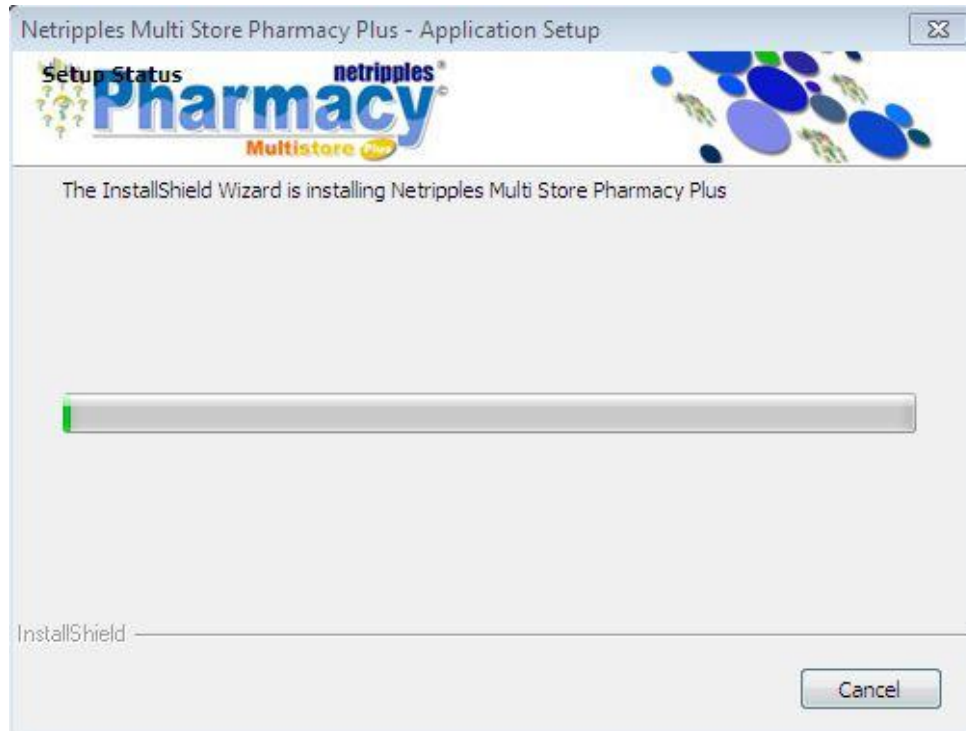 Netripples Multi Store Pharmacy Plus - Application Setup
Setup Status
netripples®
Pharmacy©
Multistore Plus
The InstallShield Wizard is installing Netripples Multi Store Pharmacy Plus
InstallShield
Cancel